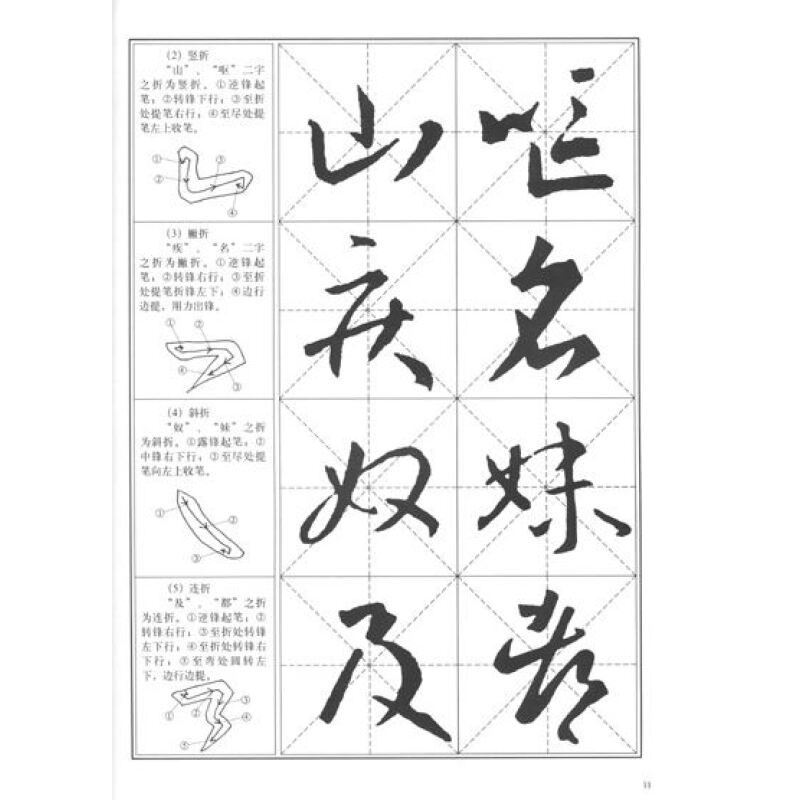 （2）竖折
“山”、“呕”二字
之折为竖折。①逆锋起
笔；②转锋下行；③至折
处提笔右行；④至尽处提
笔左上收笔。
①
②
③
④
山 呕
（3）撇折
“疾”、“名”二字
之折为撇折。①逆锋起
笔；②转锋右行；③至折
处提笔折锋左下；④边行
边提，用力出锋。
①
②
④
③
疾 名
（4）斜折
“奴”、“妹”之折
为斜折。①露锋起笔；②
中锋右下行；③至尽处提
笔向左上收笔。
①
②
③
奴 妹
（5）连折
“及”、“都”之折
为连折。①逆锋起笔；②
转锋右行；③至折处转锋
左下行；④至折处转锋右
下行；⑤至弯处圆转左
下，边行边提。
①
②
③
④
⑤
及 都
11